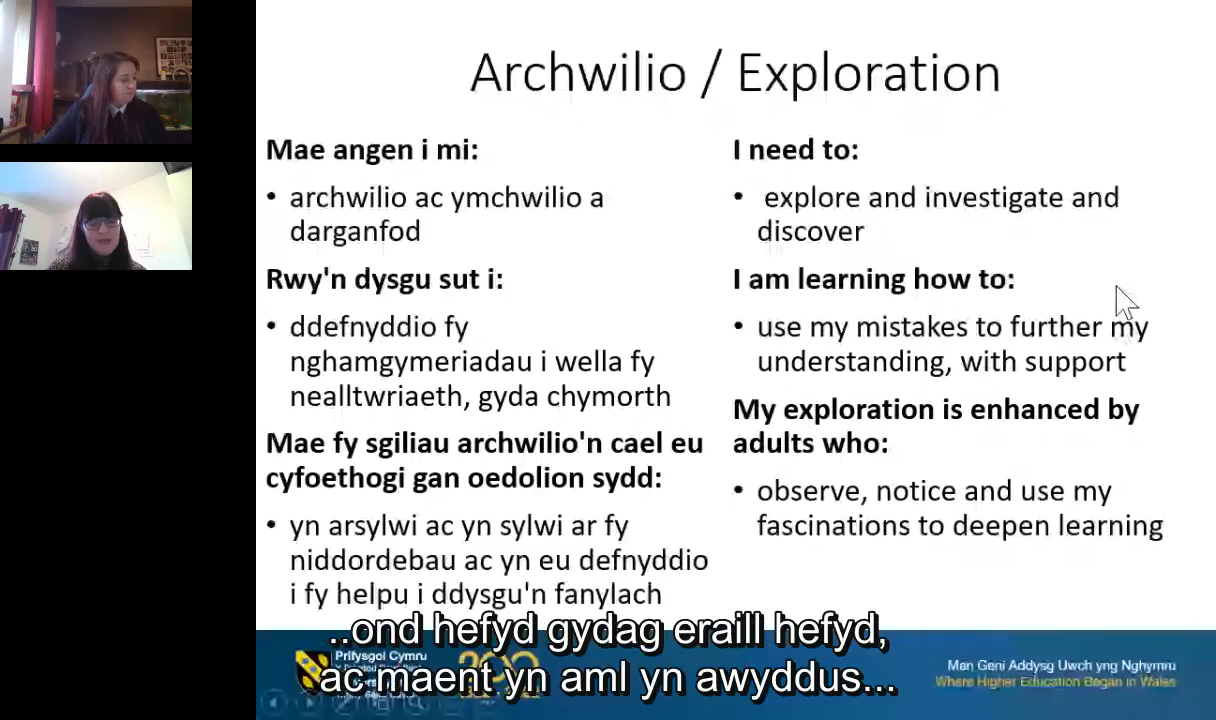 Archwilio / Exploration
Mae angen i mi:
• archwilio ac ymchwilio a
darganfod
Rwy'n dysgu sut i:
• ddefnyddio fy
nghamgymeriadau i wella fy
nealltwriaeth, gyda chymorth
Mae fy sgiliau archwilio'n cael eu
cyfoethogi gan oedolion sydd:
• yn arsylwi ac yn sylwi ar fy
niddordebau ac yn eu defnyddio
i fy helpu i ddysgu'n fanylach
I need to:
• explore and investigate and
discover
I am learning how to:
• use my mistakes to further my
understanding, with support
My exploration is enhanced by
adults who:
• observe, notice and use my
fascinations to deepen learning
..ond hefyd gydag eraill hefyd,
ac maent yn aml yn awyddus...
Prifysgol Cymru
Man Geni Addysg Uwch yng Nghymru
Where Higher Education Began in Wales